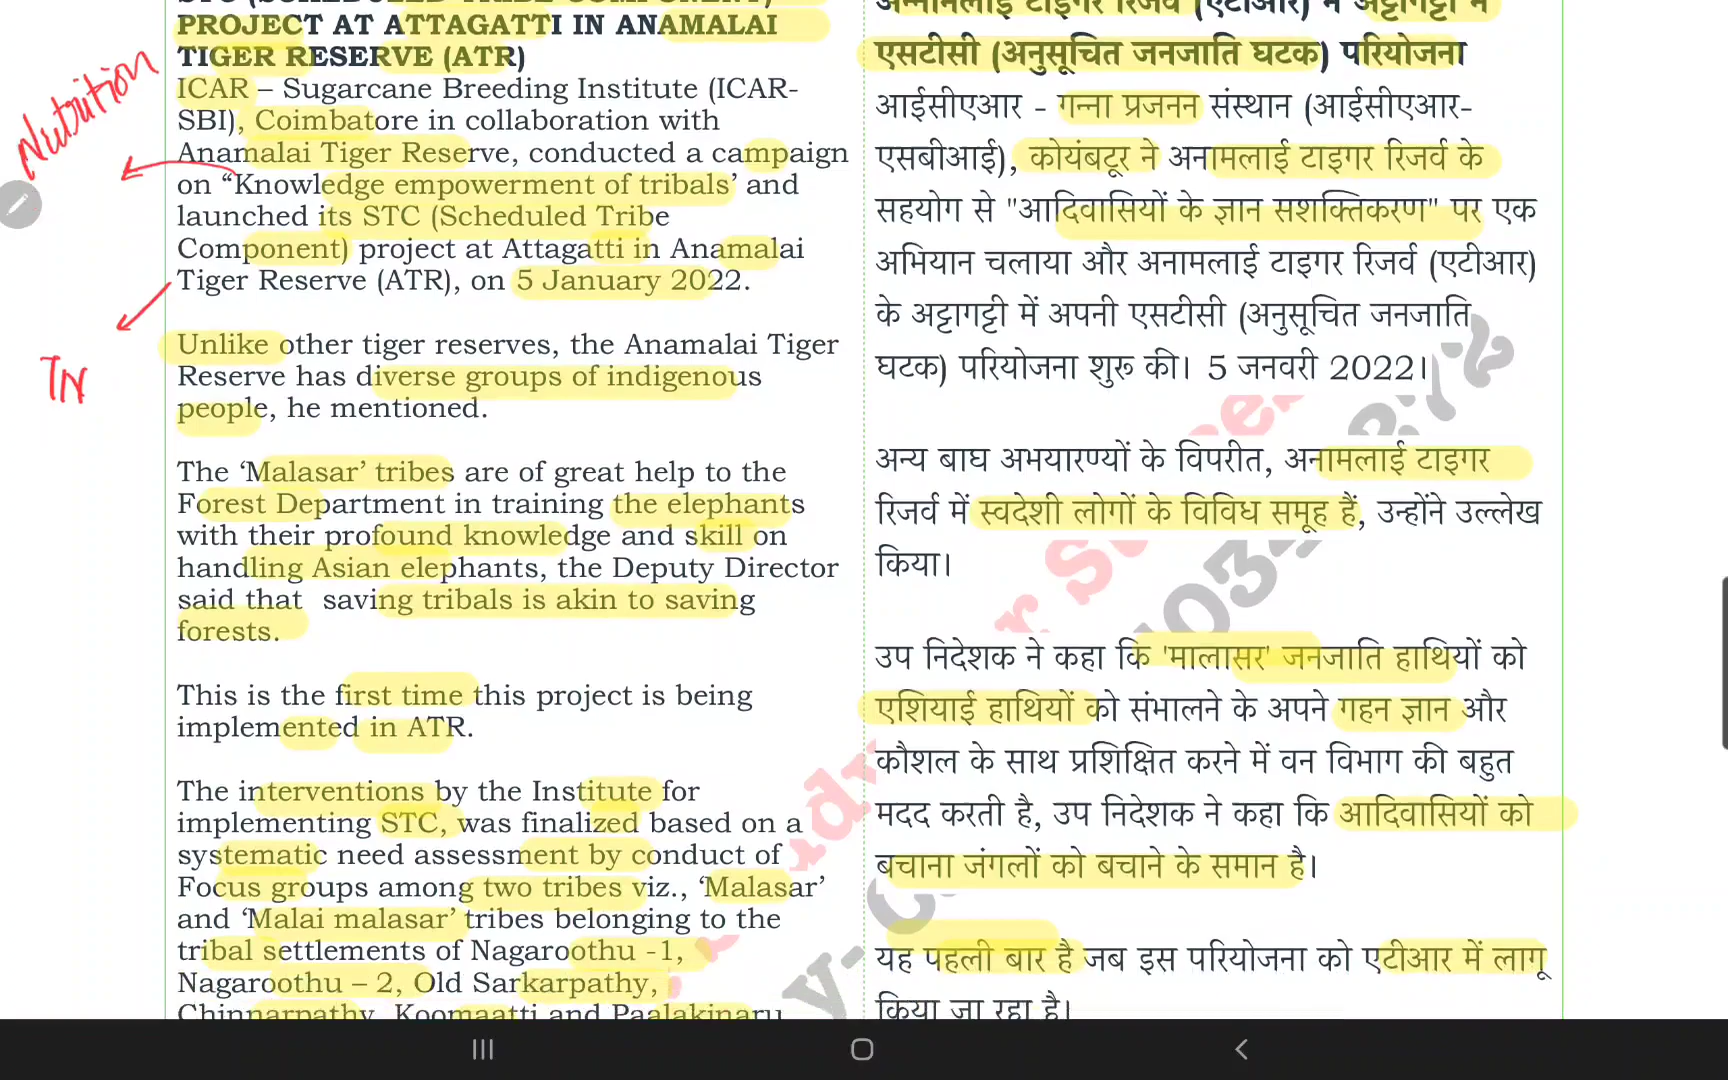 PROJECT AT ATTAGATTI IN ANAMALAI
TIGER RESERVE (ATR)
ICAR – Sugarcane Breeding Institute (ICAR-
SBI), Coimbatore in collaboration with
Anamalai Tiger Reserve, conducted a campaign
on “Knowledge empowerment of tribals’ and
launched its STC (Scheduled Tribe
Component) project at Attagatti in Anamalai
Tiger Reserve (ATR), on 5 January 2022.
Unlike other tiger reserves, the Anamalai Tiger
Reserve has diverse groups of indigenous
people, he mentioned.
The ‘Malasar’ tribes are of great help to the
Forest Department in training the elephants
with their profound knowledge and skill on
handling Asian elephants, the Deputy Director
said that saving tribals is akin to saving
forests.
This is the first time this project is being
implemented in ATR.
The interventions by the Institute for
implementing STC, was finalized based on a
systematic need assessment by conduct of
Focus groups among two tribes viz., ‘Malasar’
and ‘Malai malasar’ tribes belonging to the
tribal settlements of Nagaroothu -1,
Nagaroothu – 2, Old Sarkarpathy,
Chinnarpathy, Koomaatti and Paalakinaru
Nutrition
TN
एसटीसी (अनुसूचित जनजाति घटक) परियोजना
आईसीएआर - गन्ना प्रजनन संस्थान (आईसीएआर-
एसबीआई), कोयंबटूर ने अनामलाई टाइगर रिजर्व के
सहयोग से "आदिवासियों के ज्ञान सशक्तिकरण" पर एक
अभियान चलाया और अनामलाई टाइगर रिजर्व (एटीआर)
के अट्टागट्टी में अपनी एसटीसी (अनुसूचित जनजाति
घटक) परियोजना शुरू की। 5 जनवरी 2022।
अन्य बाघ अभयारण्यों के विपरीत, अनामलाई टाइगर
रिजर्व में स्वदेशी लोगों के विविध समूह हैं, उन्होंने उल्लेख
किया।
उप निदेशक ने कहा कि 'मालासर' जनजाति हाथियों को
एशियाई हाथियों को संभालने के अपने गहन ज्ञान और
कौशल के साथ प्रशिक्षित करने में वन विभाग की बहुत
मदद करती है, उप निदेशक ने कहा कि आदिवासियों को
बचाना जंगलों को बचाने के समान है।
यह पहली बार है जब इस परियोजना को एटीआर में लागू
किया जा रहा है।